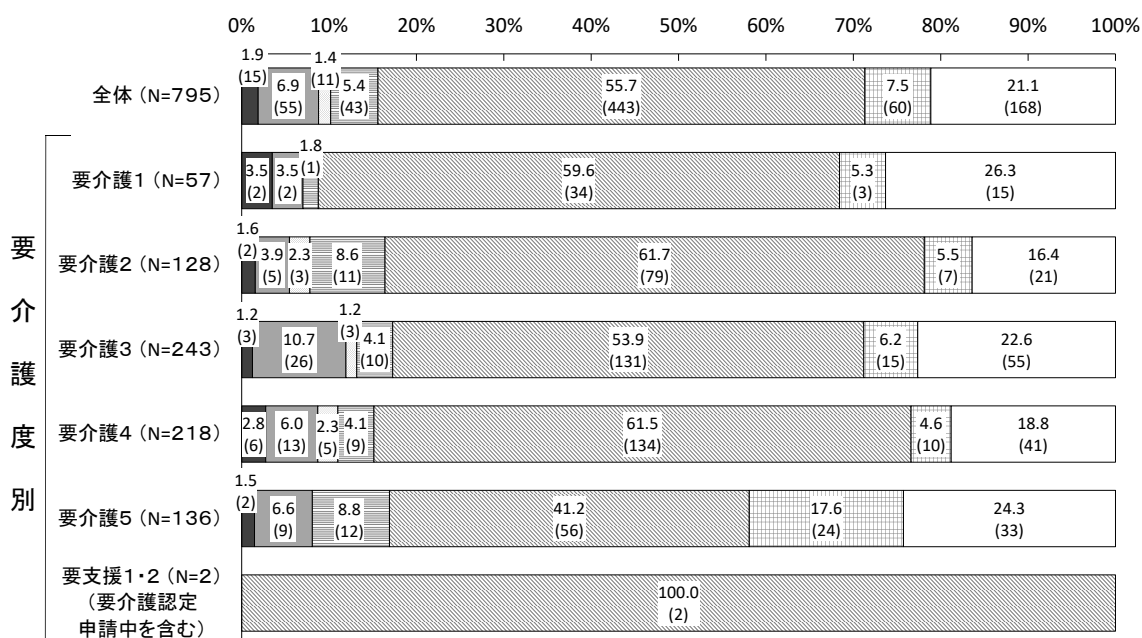 0% 10% 20% 30% 40% 50% 60% 70% 80% 90% 100%
全体 (N=795)
1.9 6.9 1.4 5.4 55.7 7.5 21.1
(15) (55) (11) (43) (443) (60) (168)
要介護度別
要介護1 (N=57)
3.5 3.5 1.8 59.6 5.3 26.3
(2) (2) (1) (34) (3) (15)
要介護2 (N=128)
1.6 3.9 2.3 8.6 61.7 5.5 16.4
(2) (5) (3) (11) (79) (7) (21)
要介護3 (N=243)
1.2 10.7 1.2 4.1 53.9 6.2 22.6
(3) (26) (3) (10) (131) (15) (55)
要介護4 (N=218)
2.8 6.0 2.3 4.1 61.5 4.6 18.8
(6) (13) (5) (9) (134) (10) (41)
要介護5 (N=136)
1.5 6.6 8.8 41.2 17.6 24.3
(2) (9) (12) (56) (24) (33)
要支援1・2 (N=2)
(要介護認定
申請中を含む)
100.0
(2)